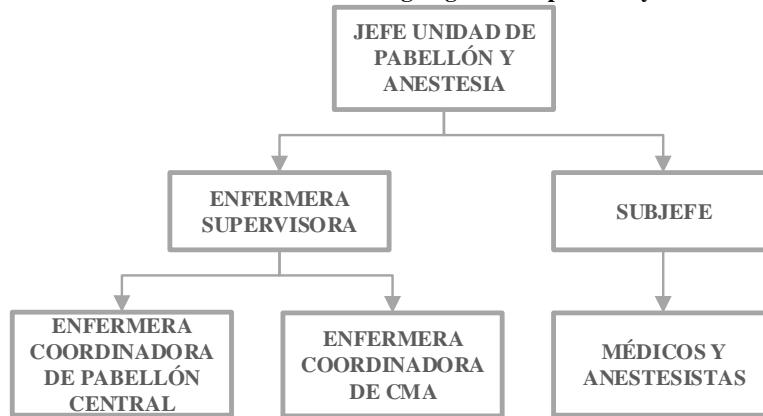 JEFE UNIDAD DE
PABELLÓN Y
ANESTESIA
ENFERMERA
SUPERVISORA
SUBJEFE
ENFERMERA
COORDINADORA
DE PABELLÓN
CENTRAL
ENFERMERA
COORDINADORA
DE CMA
MÉDICOS Y
ANESTESISTAS